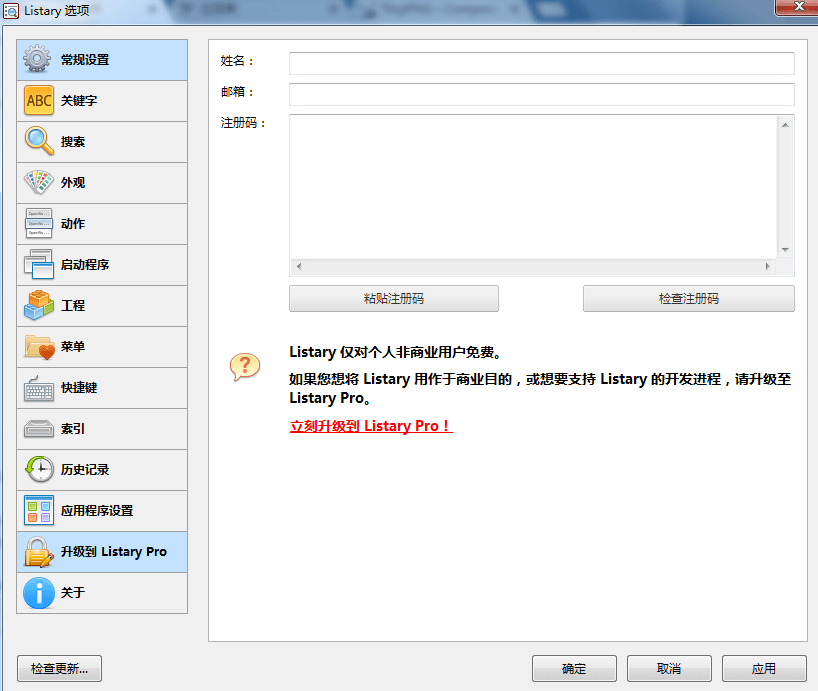 Listary 选项
常规设置
ABC
关键字
搜索
外观
动作
启动程序
工程
菜单
快捷键
索引
历史记录
应用程序设置
升级到 Listary Pro
关于
姓名：
邮箱：
注册码：
粘贴注册码
检查注册码
Listary 仅对个人非商业用户免费。
如果您想将 Listary 用作于商业目的，或想要支持 Listary 的开发进程，请升级至
Listary Pro。
立刻升级到 Listary Pro！
检查更新...
确定
取消
应用